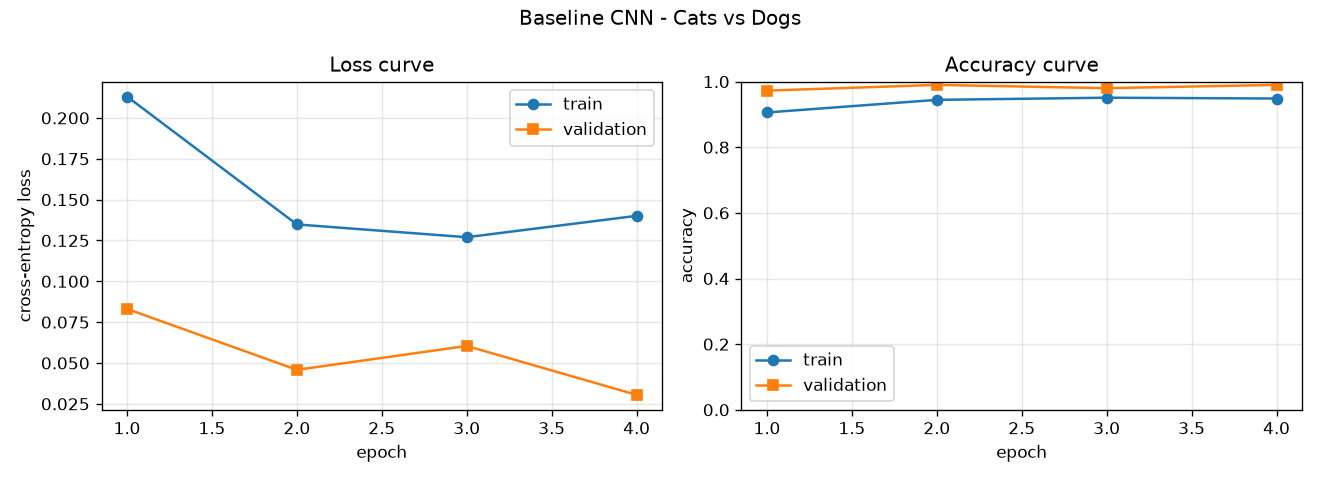 Baseline CNN - Cats vs Dogs
Loss curve
train
validation
0.200
0.175
0.150
0.125
0.100
0.075
0.050
0.025
cross-entropy loss
1.0 1.5 2.0 2.5 3.0 3.5 4.0
epoch
Accuracy curve
1.0
0.8
0.6
0.4
0.2
0.0
accuracy
train
validation
1.0 1.5 2.0 2.5 3.0 3.5 4.0
epoch